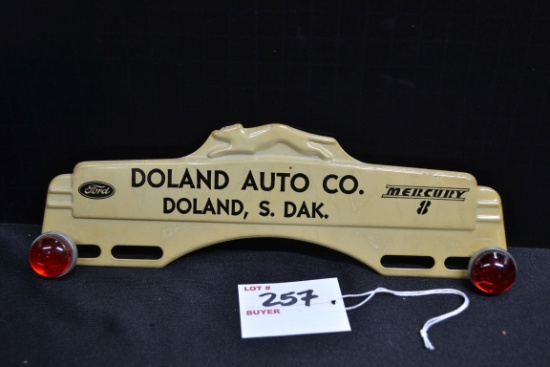 DOLAND AUTO CO.
DOLAND, S. DAK.
Ford
MERCURY
8
LOT #
257
BUYER